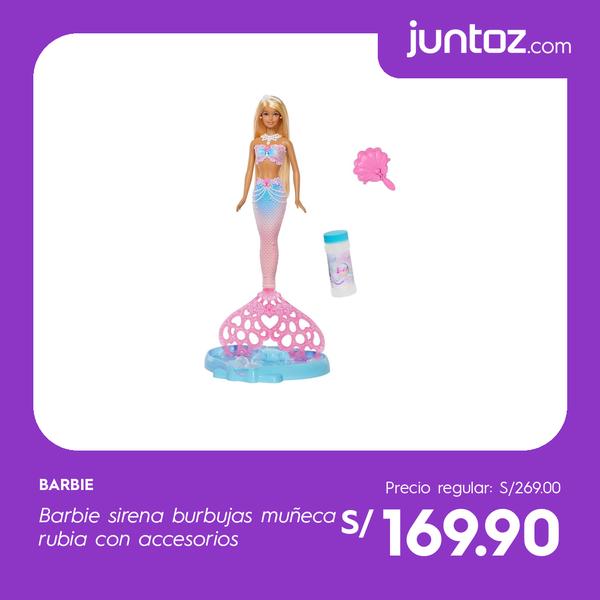 juntoz.com
BARBIE
Barbie sirena burbujas muñeca
rubia con accesorios
Precio regular: S/269.00
S/ 169.90